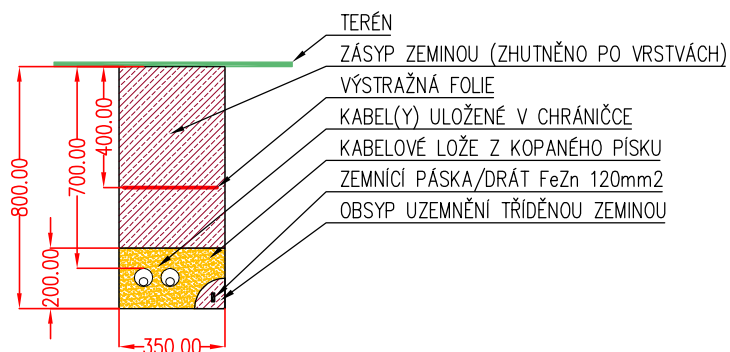 TERÉN
ZÁSYP ZEMINOU (ZHUTNĚNO PO VRSTVÁCH)
VÝSTRAŽNÁ FOLIE
KABEL(Y) ULOŽENÉ V CHRÁNIČCE
KABELOVÉ LOŽE Z KOPANÉHO PÍSKU
ZEMNÍCÍ PÁSKA/DRÁT FeZn 120mm2
OBSYP UZEMNĚNÍ TŘÍDĚNOU ZEMINOU
800.00
700.00
400.00
200.00
350.00